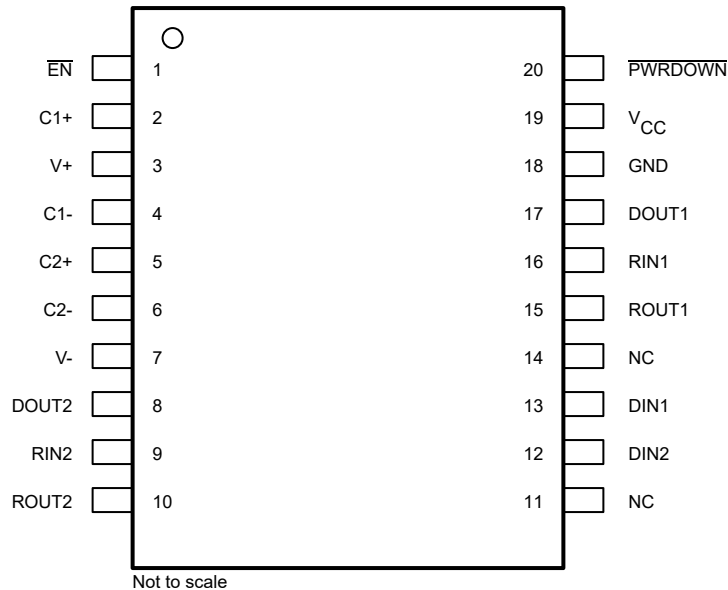 EN 1 20 PWRDOWN
C1+ 2 19 VCC
V+ 3 18 GND
C1- 4 17 DOUT1
C2+ 5 16 RIN1
C2- 6 15 ROUT1
V- 7 14 NC
DOUT2 8 13 DIN1
RIN2 9 12 DIN2
ROUT2 10 11 NC
Not to scale